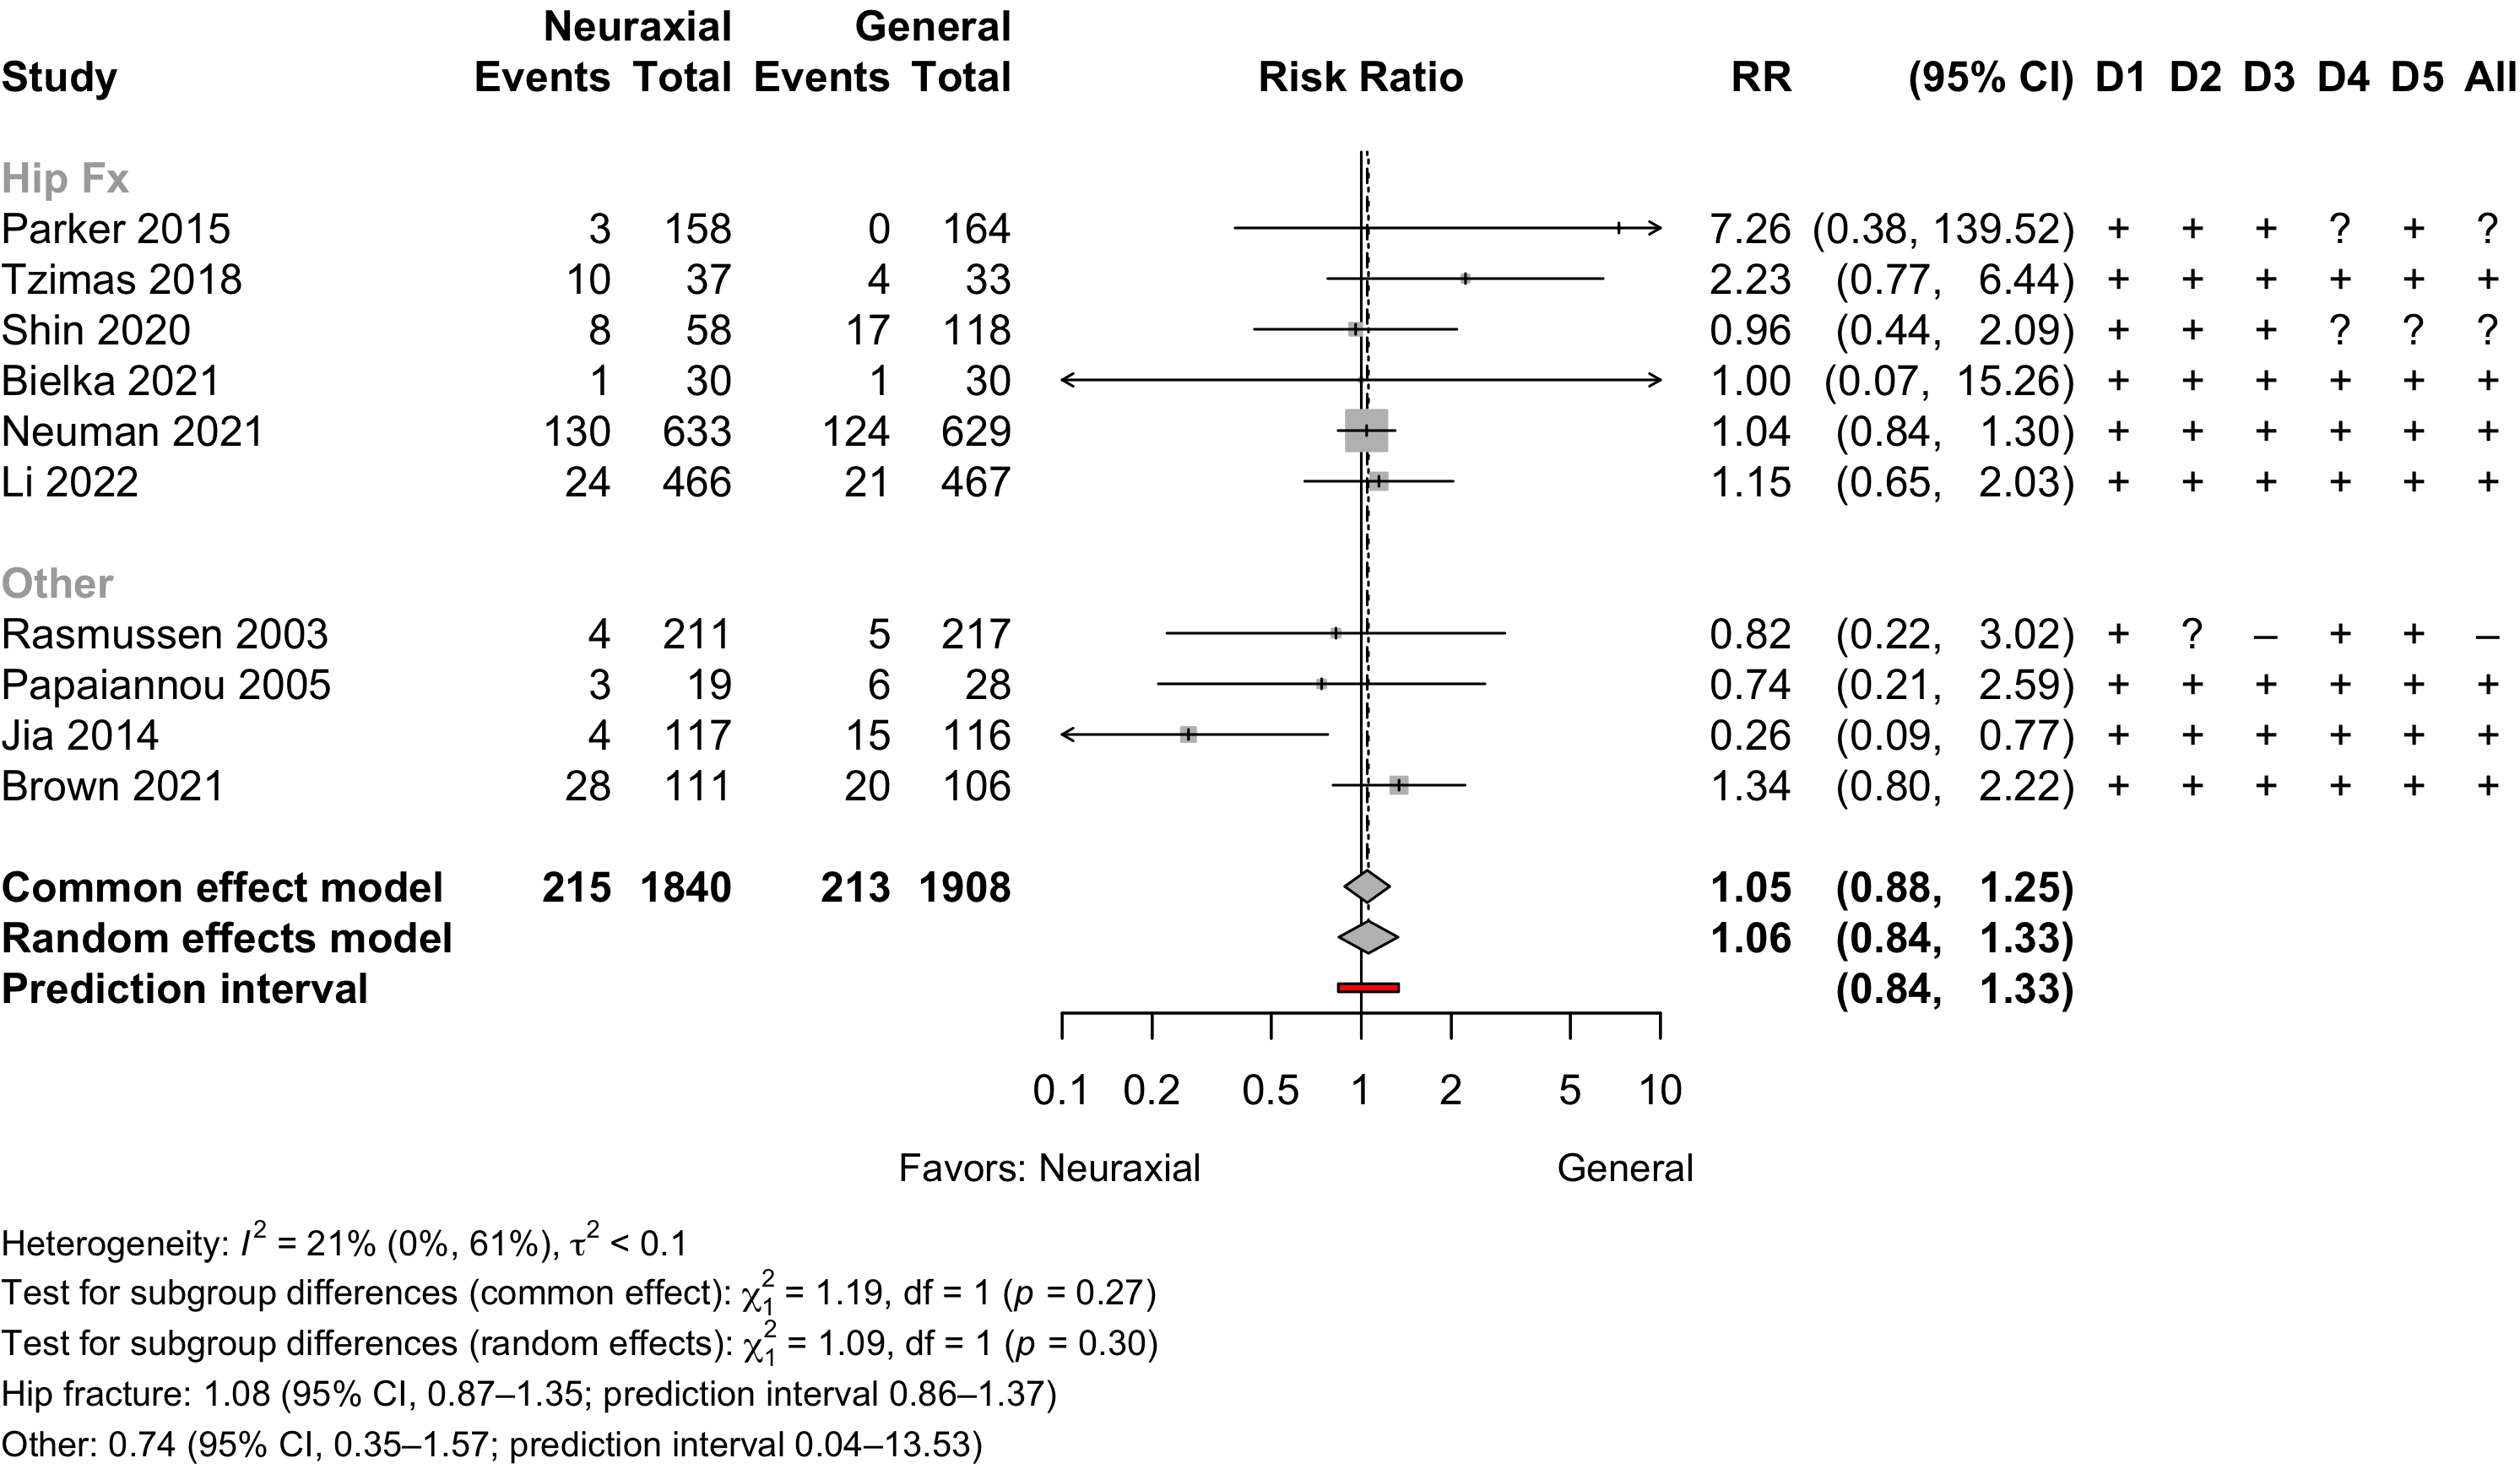 Neuraxial General
Study Events Total Events Total Risk Ratio RR (95% CI) D1 D2 D3 D4 D5 All
Hip Fx
Parker 2015 3 158 0 164 7.26 (0.38, 139.52) + + + ? + ?
Tzimas 2018 10 37 4 33 2.23 (0.77, 6.44) + + + + + +
Shin 2020 8 58 17 118 0.96 (0.44, 2.09) + + + ? ? ?
Bielka 2021 1 30 1 30 1.00 (0.07, 15.26) + + + + + +
Neuman 2021 130 633 124 629 1.04 (0.84, 1.30) + + + + + +
Li 2022 24 466 21 467 1.15 (0.65, 2.03) + + + + + +
Other
Rasmussen 2003 4 211 5 217 0.82 (0.22, 3.02) + ? – + + –
Papaiannou 2005 3 19 6 28 0.74 (0.21, 2.59) + + + + + +
Jia 2014 4 117 15 116 0.26 (0.09, 0.77) + + + + + +
Brown 2021 28 111 20 106 1.34 (0.80, 2.22) + + + + + +
Common effect model 215 1840 213 1908 1.05 (0.88, 1.25)
Random effects model 1.06 (0.84, 1.33)
Prediction interval (0.84, 1.33)
0.1 0.2 0.5 1 2 5 10
Favors: Neuraxial General
Heterogeneity: I² = 21% (0%, 61%), τ² < 0.1
Test for subgroup differences (common effect): χ²₁ = 1.19, df = 1 (p = 0.27)
Test for subgroup differences (random effects): χ²₁ = 1.09, df = 1 (p = 0.30)
Hip fracture: 1.08 (95% CI, 0.87–1.35; prediction interval 0.86–1.37)
Other: 0.74 (95% CI, 0.35–1.57; prediction interval 0.04–13.53)